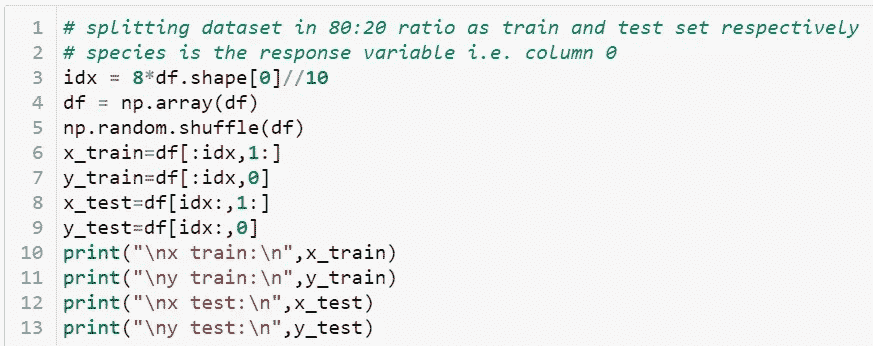 1 # splitting dataset in 80:20 ratio as train and test set respectively
2 # species is the response variable i.e. column 0
3 idx = 8*df.shape[0]//10
4 df = np.array(df)
5 np.random.shuffle(df)
6 x_train=df[:idx,1:]
7 y_train=df[:idx,0]
8 x_test=df[idx:,1:]
9 y_test=df[idx:,0]
10 print("\nx train:\n",x_train)
11 print("\ny train:\n",y_train)
12 print("\nx test:\n",x_test)
13 print("\ny test:\n",y_test)